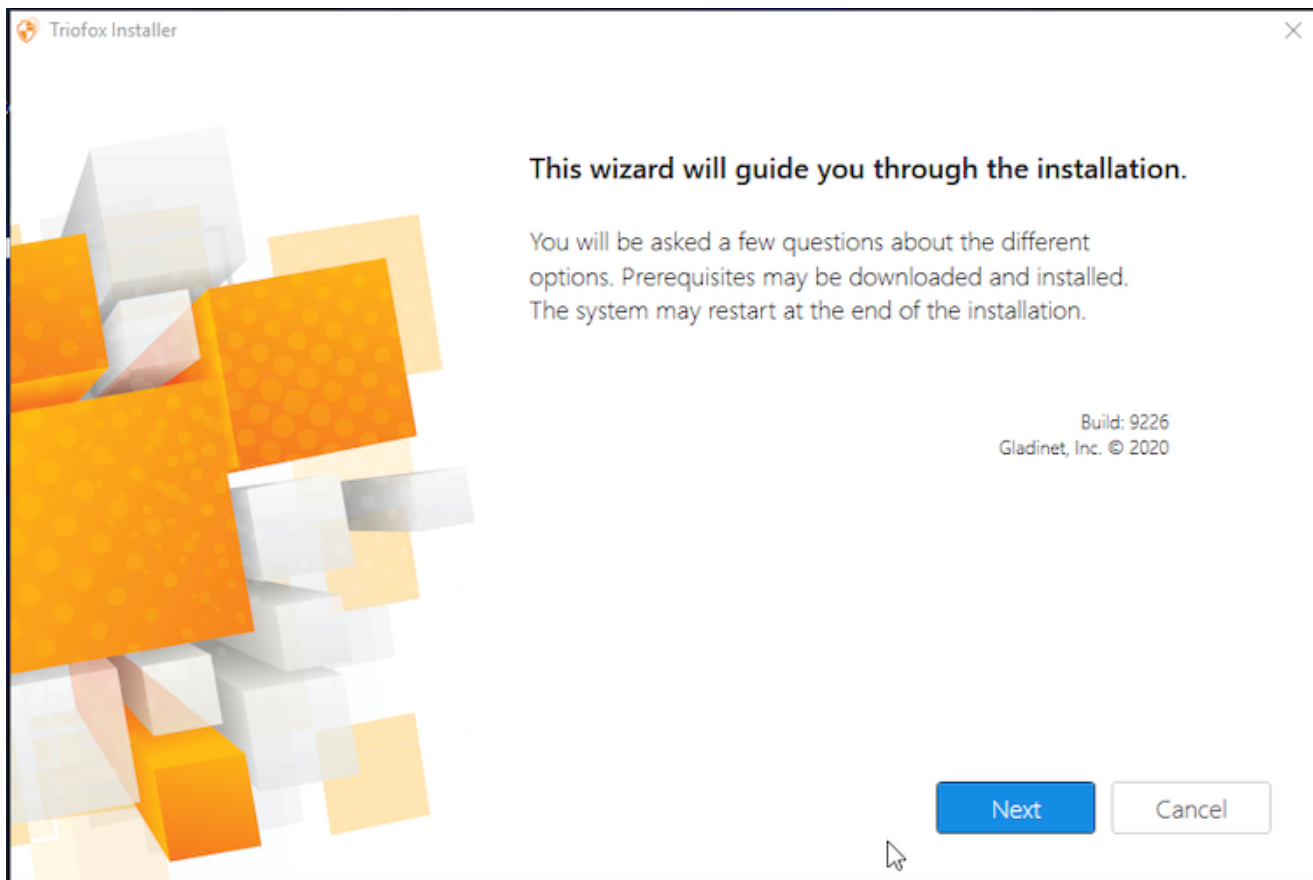 Triofox Installer
This wizard will guide you through the installation.
You will be asked a few questions about the different
options. Prerequisites may be downloaded and installed.
The system may restart at the end of the installation.
Build: 9226
Gladinet, Inc. © 2020
Next
Cancel